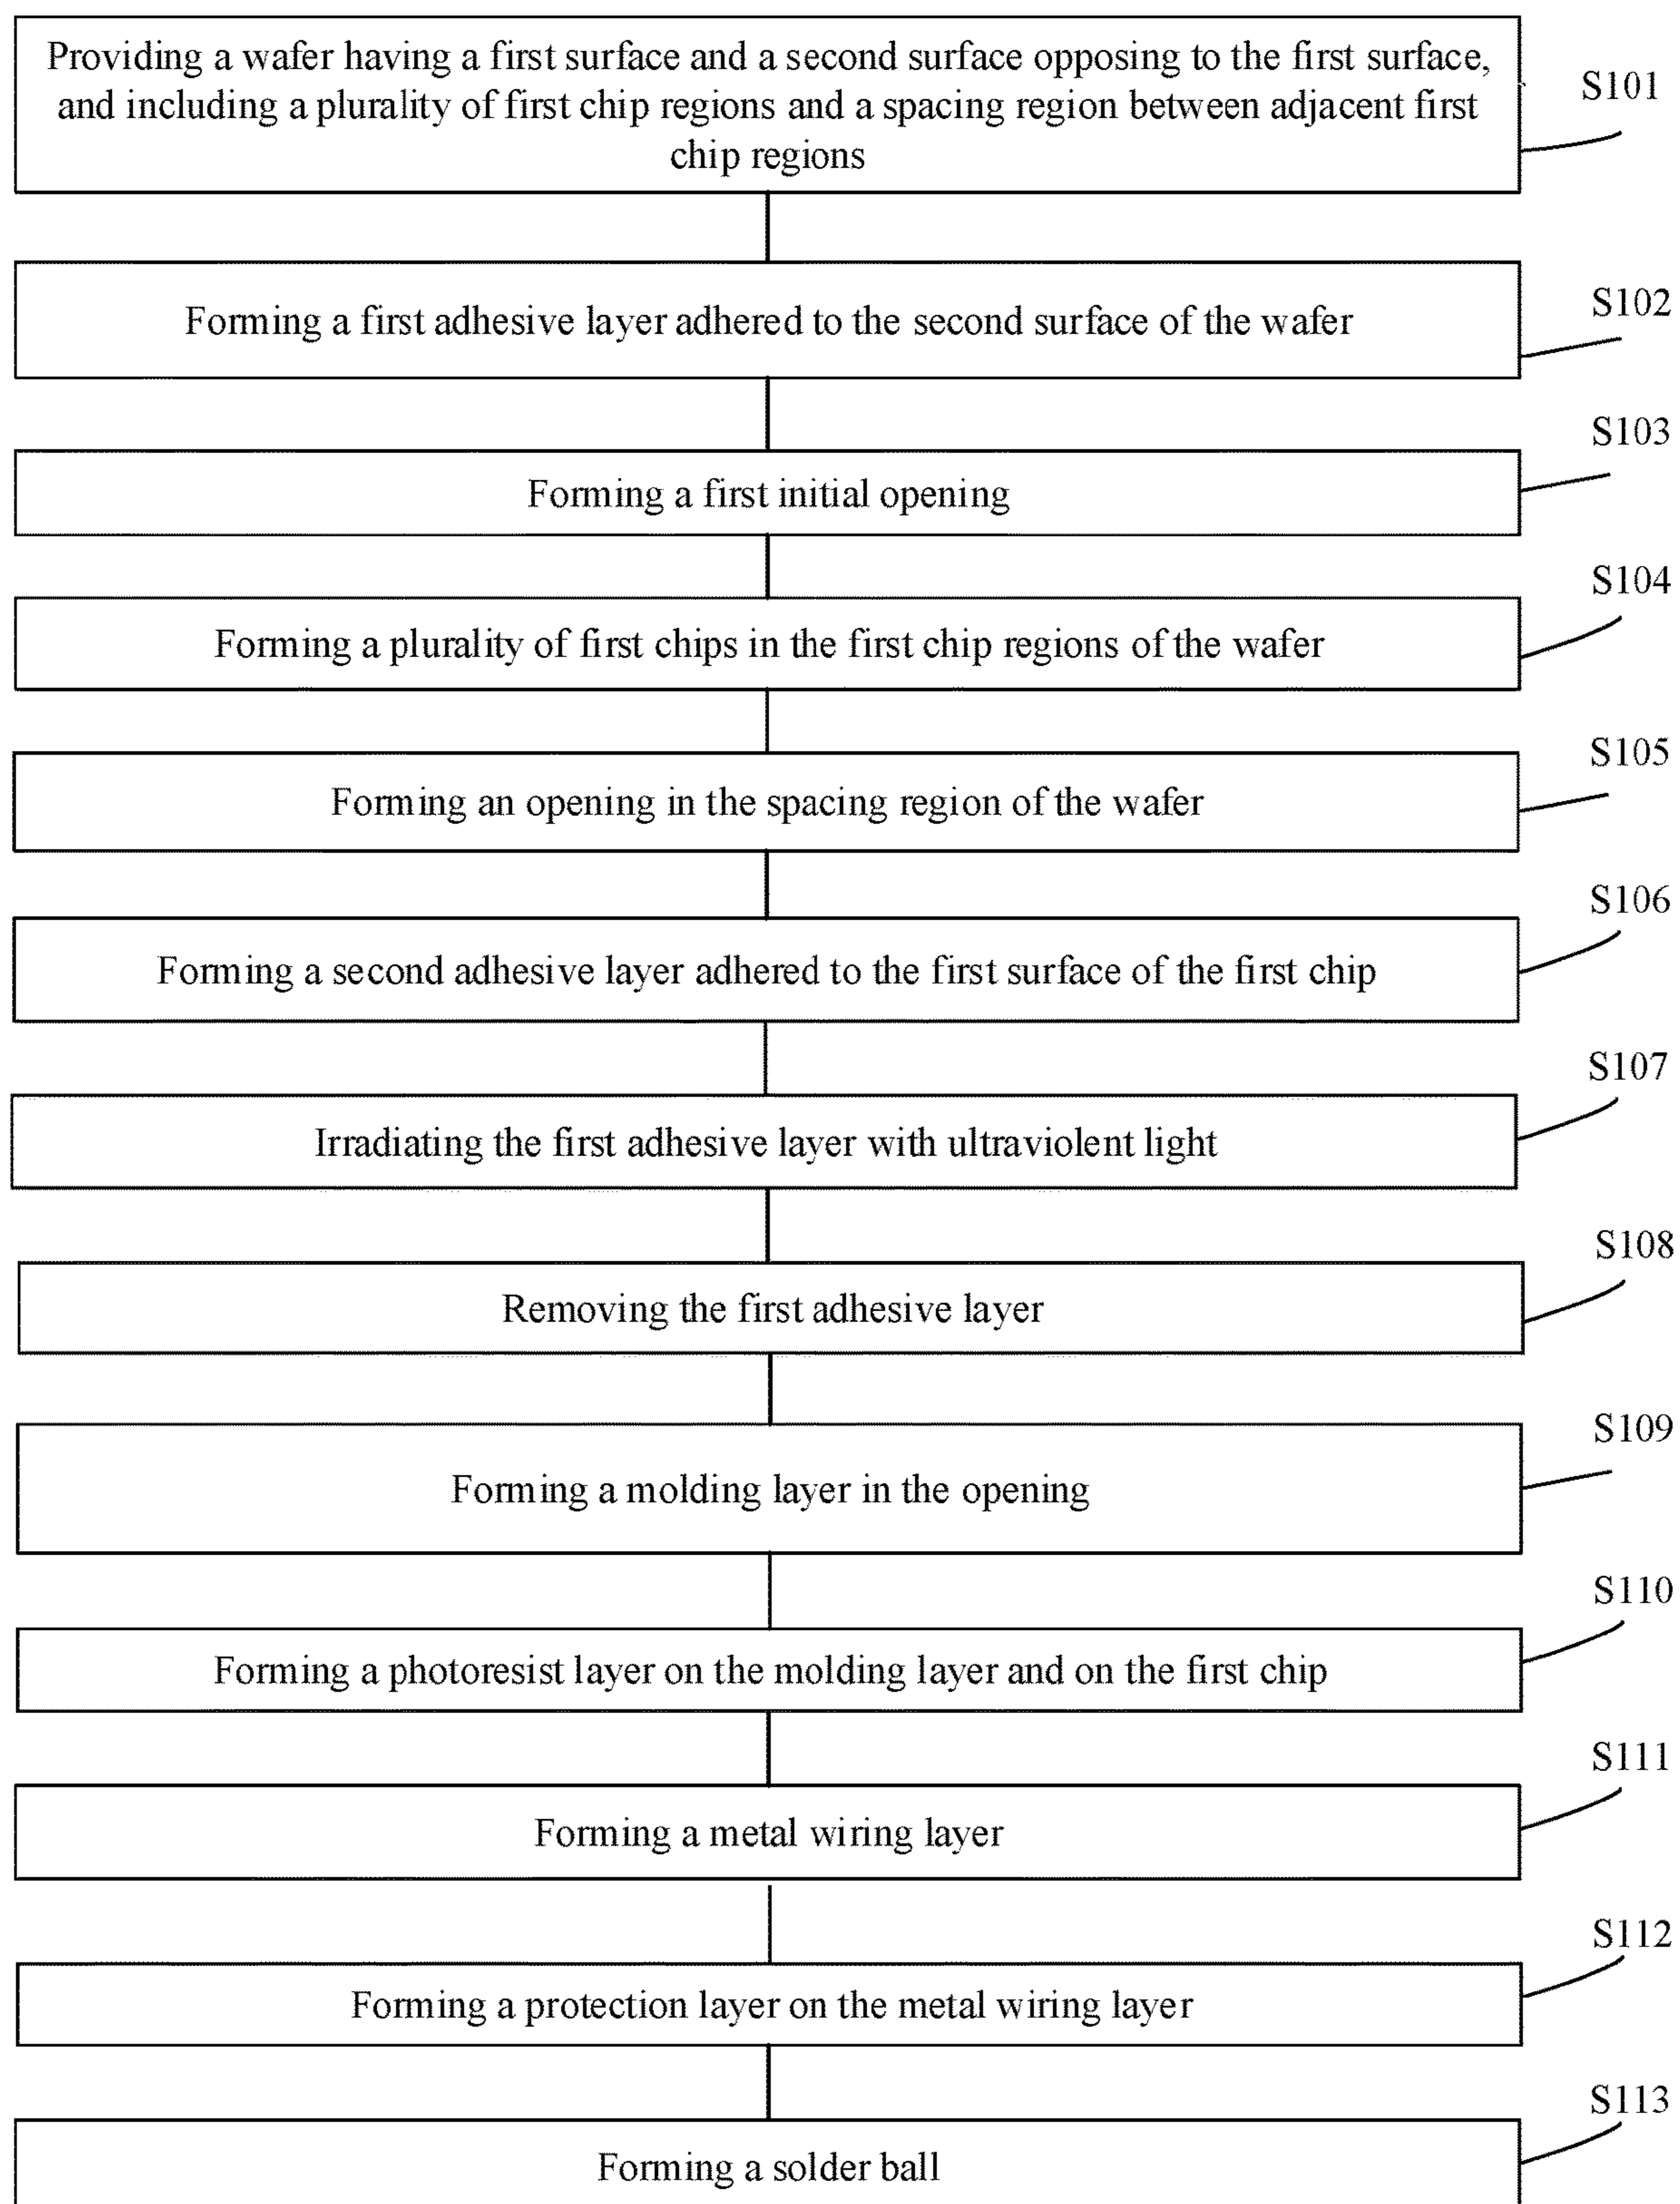 Providing a wafer having a first surface and a second surface opposing to the first surface,
and including a plurality of first chip regions and a spacing region between adjacent first
chip regions
S101
Forming a first adhesive layer adhered to the second surface of the wafer
S102
Forming a first initial opening
S103
Forming a plurality of first chips in the first chip regions of the wafer
S104
Forming an opening in the spacing region of the wafer
S105
Forming a second adhesive layer adhered to the first surface of the first chip
S106
Irradiating the first adhesive layer with ultraviolent light
S107
Removing the first adhesive layer
S108
Forming a molding layer in the opening
S109
Forming a photoresist layer on the molding layer and on the first chip
S110
Forming a metal wiring layer
S111
Forming a protection layer on the metal wiring layer
S112
Forming a solder ball
S113